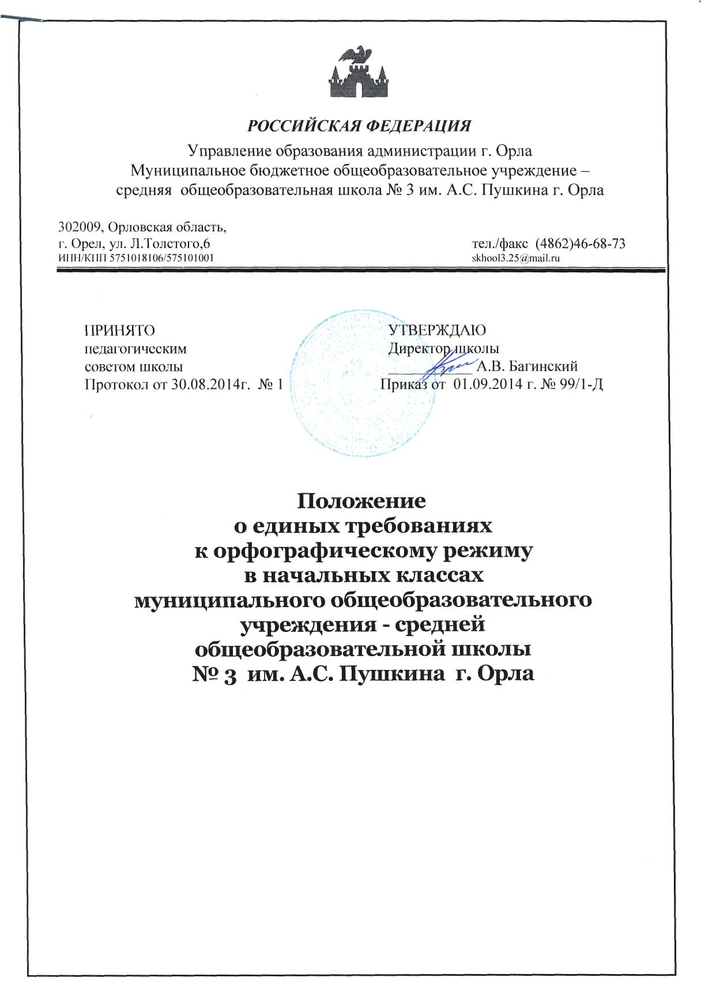 РОССИЙСКАЯ ФЕДЕРАЦИЯ
Управление образования администрации г. Орла
Муниципальное бюджетное общеобразовательное учреждение –
средняя общеобразовательная школа № 3 им. А.С. Пушкина г. Орла
302009, Орловская область,
г. Орел, ул. Л.Толстого,6
тел./факс (4862)46-68-73
ИНН/КПП 5751018106/575101001
skhool3.25@mail.ru
ПРИНЯТО
педагогическим
советом школы
Протокол от 30.08.2014г. № 1
УТВЕРЖДАЮ
Директор школы
___________ А.В. Багинский
Приказ от 01.09.2014 г. № 99/1-Д
Положение
о единых требованиях
к орфографическому режиму
в начальных классах
муниципального общеобразовательного
учреждения - средней
общеобразовательной школы
№ 3 им. А.С. Пушкина г. Орла